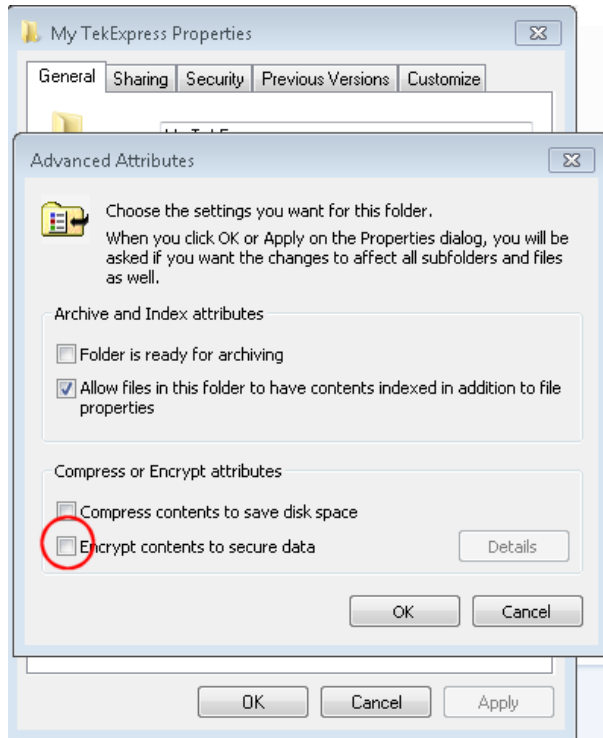 My TekExpress Properties
General Sharing Security Previous Versions Customize
Advanced Attributes
Choose the settings you want for this folder.
When you click OK or Apply on the Properties dialog, you will be
asked if you want the changes to affect all subfolders and files
as well.
Archive and Index attributes
Folder is ready for archiving
Allow files in this folder to have contents indexed in addition to file
properties
Compress or Encrypt attributes
Compress contents to save disk space
Encrypt contents to secure data Details
OK Cancel
OK Cancel Apply